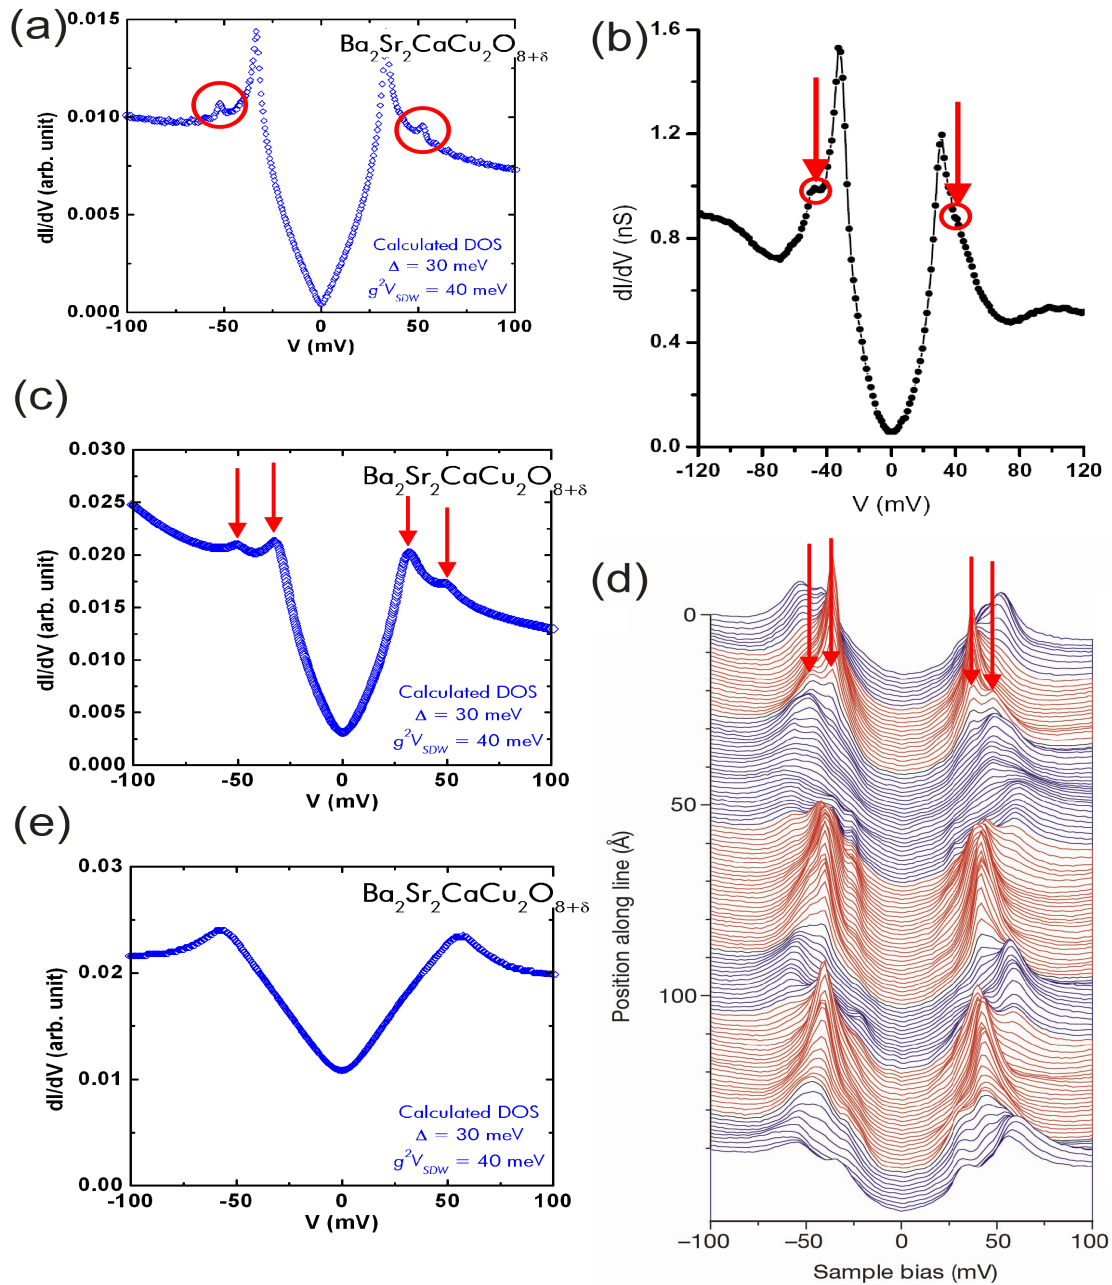 (a)
0.015
0.010
0.005
0.000
-100
-50
0
50
100
dI/dV (arb. unit)
V (mV)
Ba2Sr2CaCu2O8+δ
Calculated DOS
Δ = 30 meV
g²VSDW = 40 meV
(b)
1.6
1.2
0.8
0.4
0.0
-120
-80
-40
0
40
80
120
dI/dV (nS)
V (mV)
(c)
0.030
0.025
0.020
0.015
0.010
0.005
0.000
-100
-50
0
50
100
dI/dV (arb. unit)
V (mV)
Ba2Sr2CaCu2O8+δ
Calculated DOS
Δ = 30 meV
g²VSDW = 40 meV
(d)
0
50
100
Position along line (Å)
−100
−50
0
50
100
Sample bias (mV)
(e)
0.03
0.02
0.01
0.00
-100
-50
0
50
100
dI/dV (arb. unit)
V (mV)
Ba2Sr2CaCu2O8+δ
Calculated DOS
Δ = 30 meV
g²VSDW = 40 meV